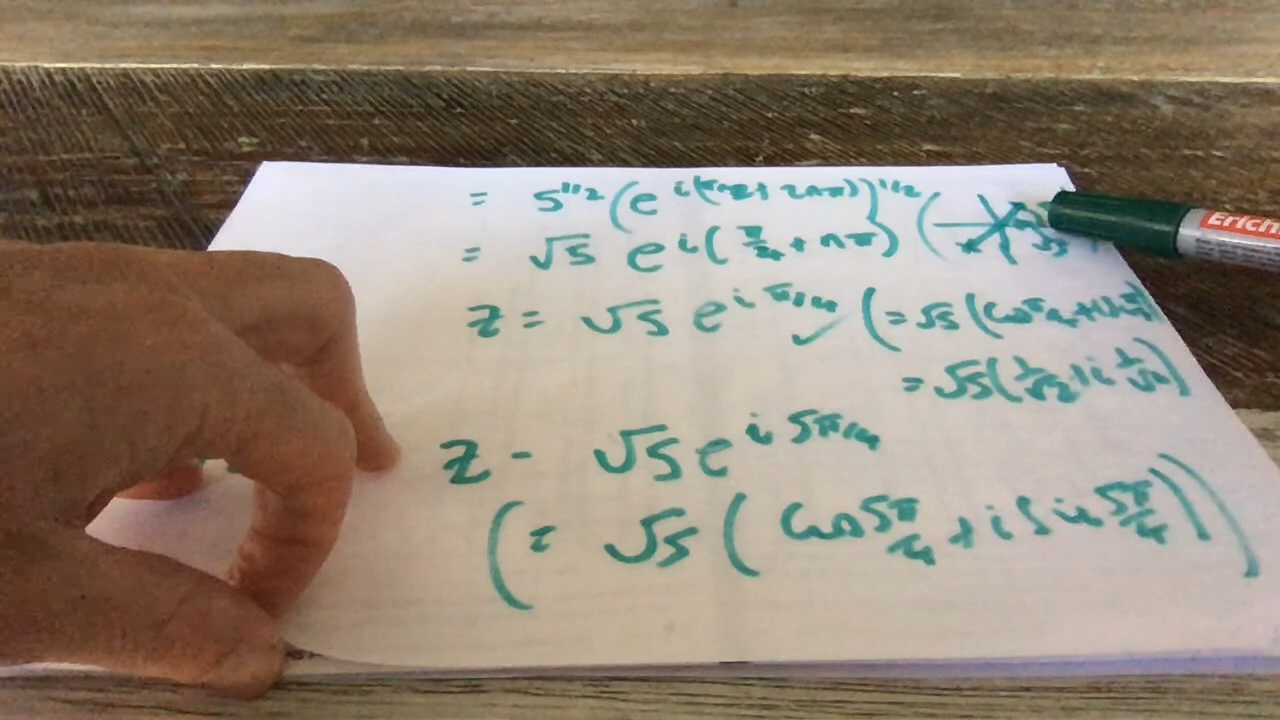 = 5^{1/2} (e^{i(π/2 + 2nπ)})^{1/2}
= √5 e^{i(π/4 + nπ)} (
z = √5 e^{iπ/4} ✓ (= √5 (cos π/4 + i sin π/4)
= √5 (1/√2 + i 1/√2)
z - √5 e^{i5π/4}
(= √5 (cos 5π/4 + i sin 5π/4))
Erich